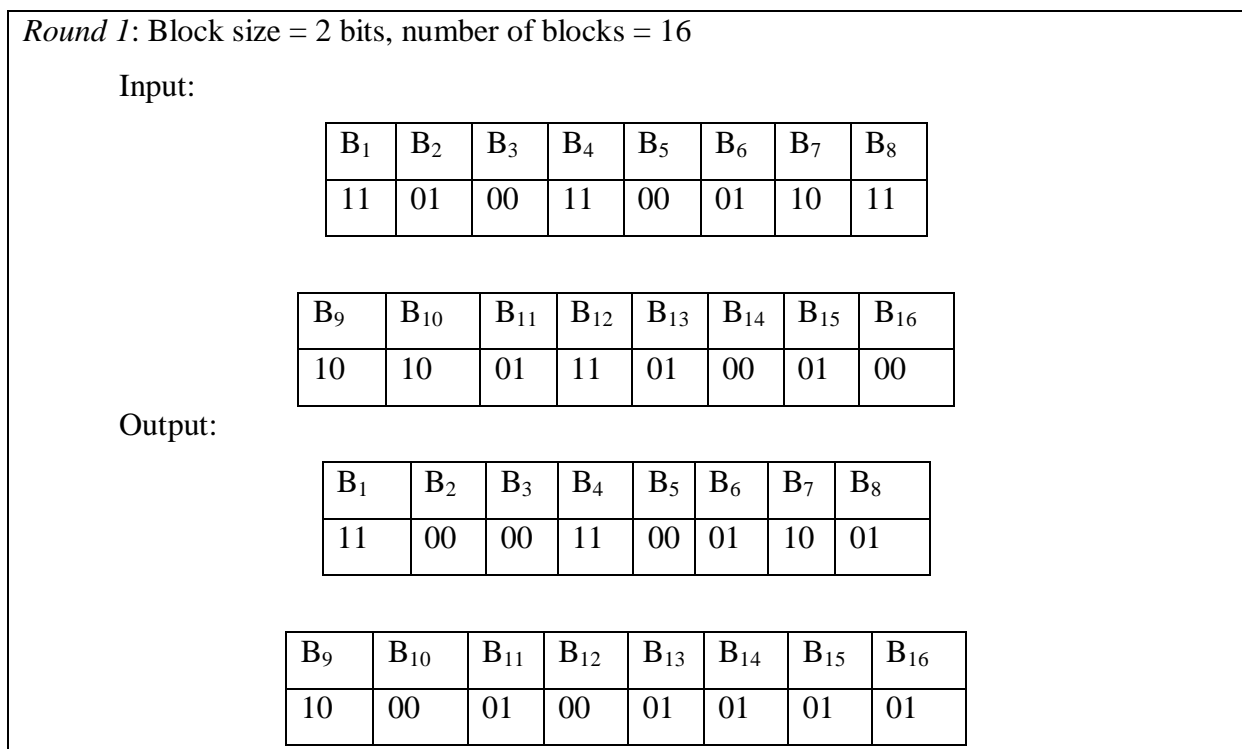 Round 1: Block size = 2 bits, number of blocks = 16
Input:
B₁ B₂ B₃ B₄ B₅ B₆ B₇ B₈
11 01 00 11 00 01 10 11
B₉ B₁₀ B₁₁ B₁₂ B₁₃ B₁₄ B₁₅ B₁₆
10 10 01 11 01 00 01 00
Output:
B₁ B₂ B₃ B₄ B₅ B₆ B₇ B₈
11 00 00 11 00 01 10 01
B₉ B₁₀ B₁₁ B₁₂ B₁₃ B₁₄ B₁₅ B₁₆
10 00 01 00 01 01 01 01